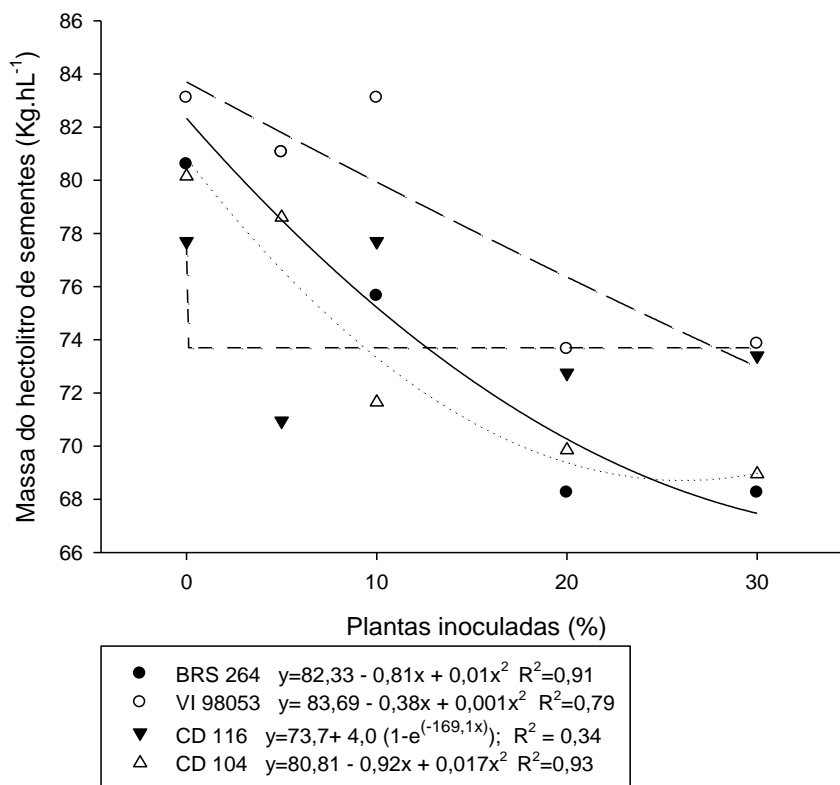 Massa do hectolitro de sementes (Kg.hL⁻¹)
86
84
82
80
78
76
74
72
70
68
66
0 10 20 30
Plantas inoculadas (%)
BRS 264 y=82,33 - 0,81x + 0,01x² R²=0,91
VI 98053 y= 83,69 - 0,38x + 0,001x² R²=0,79
CD 116 y=73,7+ 4,0 (1-e^(-169,1x)); R² = 0,34
CD 104 y=80,81 - 0,92x + 0,017x² R²=0,93